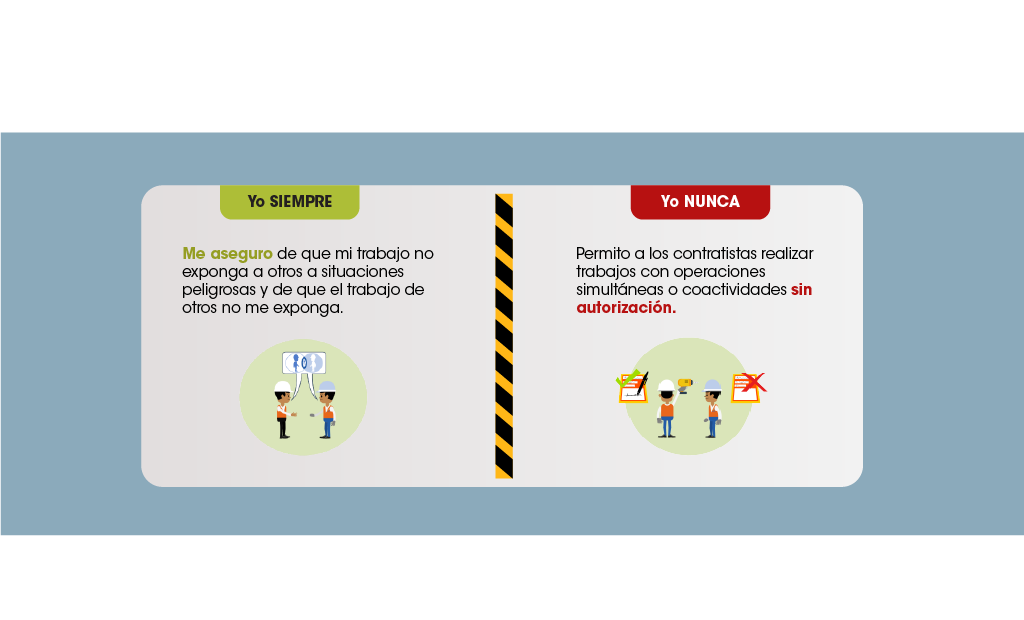 Yo SIEMPRE
Me aseguro de que mi trabajo no
exponga a otros a situaciones
peligrosas y de que el trabajo de
otros no me exponga.
Yo NUNCA
Permito a los contratistas realizar
trabajos con operaciones
simultáneas o coactividades sin
autorización.